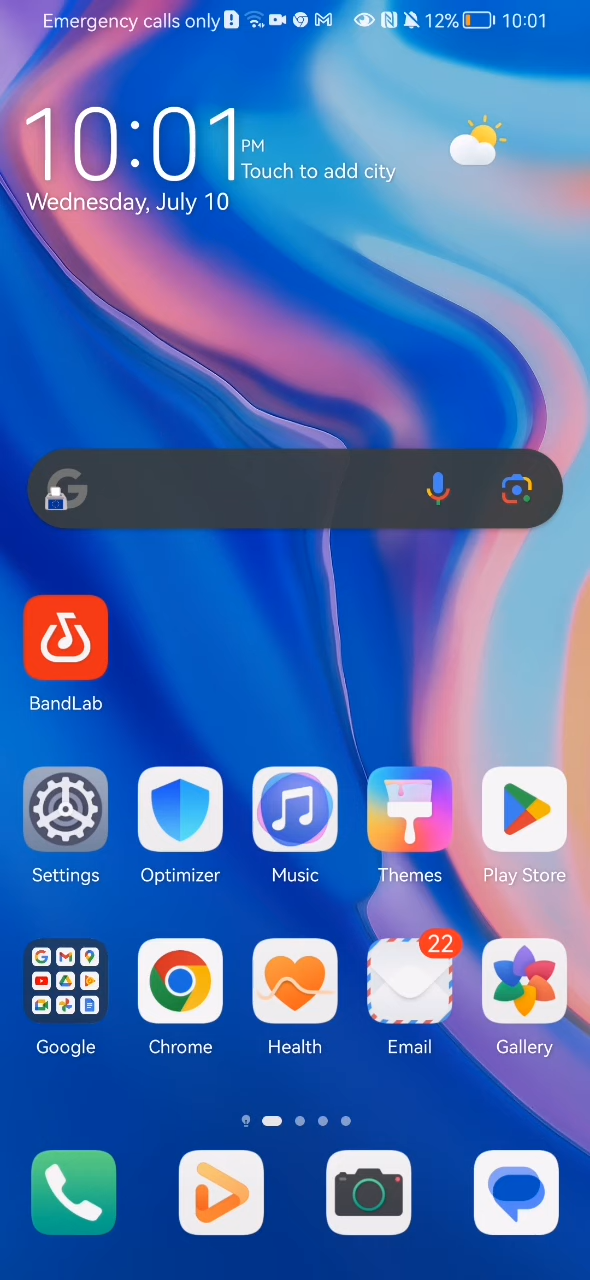 Emergency calls only 12% 10:01
10:01 PM
Touch to add city
Wednesday, July 10
BandLab
Settings Optimizer Music Themes Play Store
22
Google Chrome Health Email Gallery